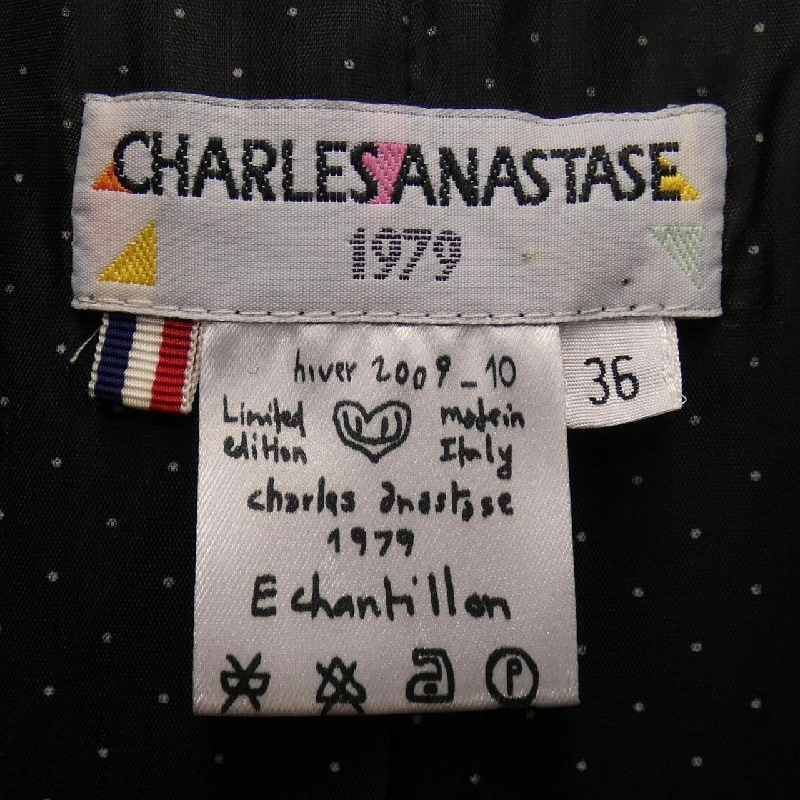 CHARLES ANASTASE
1979
36
hiver 2009_10
Limited edition
made in Italy
charles anastase
1979
Echantillon
P